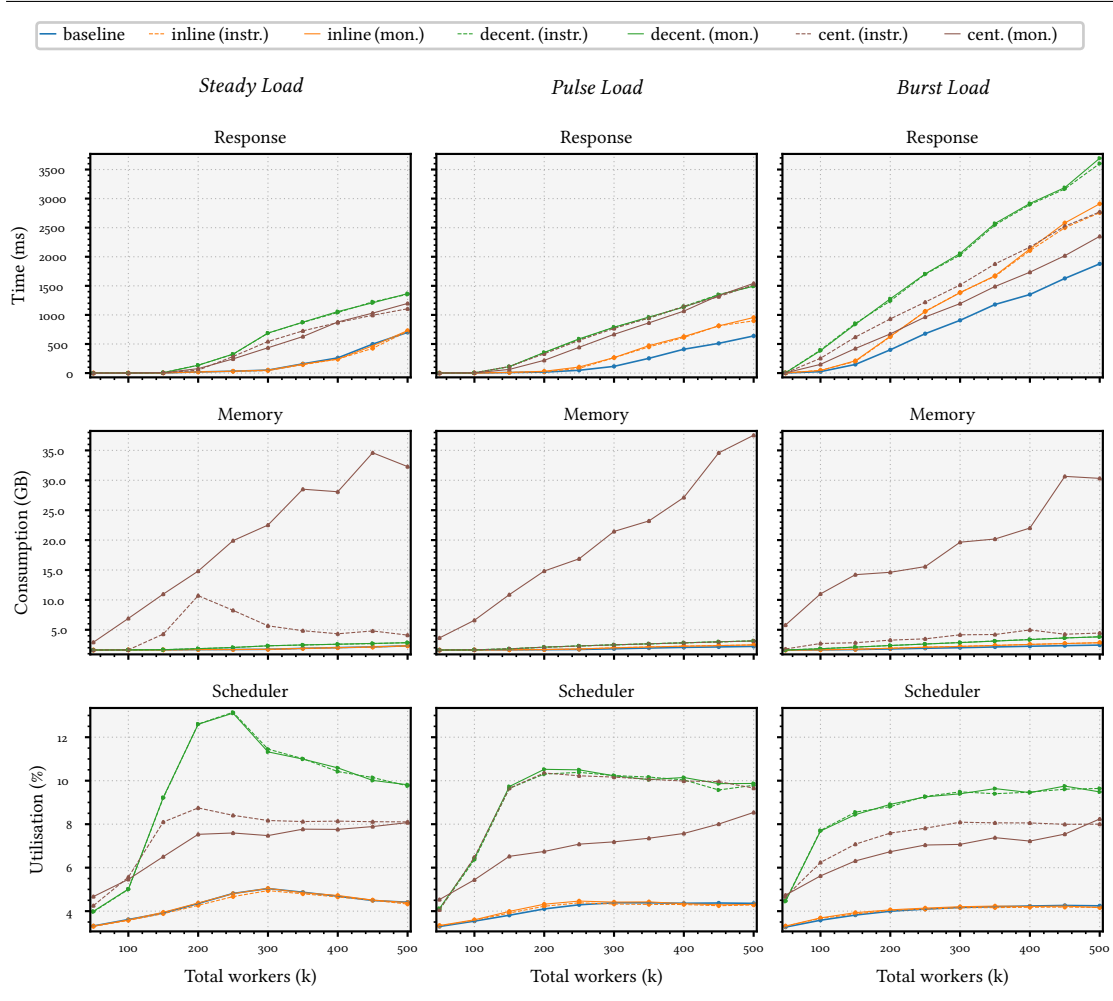 baseline inline (instr.) inline (mon.) decent. (instr.) decent. (mon.) cent. (instr.) cent. (mon.)
Steady Load Pulse Load Burst Load
Response Response Response
Time (ms)
3500
3000
2500
2000
1500
1000
500
0
Memory Memory Memory
Consumption (GB)
35.0
30.0
25.0
20.0
15.0
10.0
5.0
Scheduler Scheduler Scheduler
Utilisation (%)
12
10
8
6
4
100 200 300 400 500 100 200 300 400 500 100 200 300 400 500
Total workers (k) Total workers (k) Total workers (k)